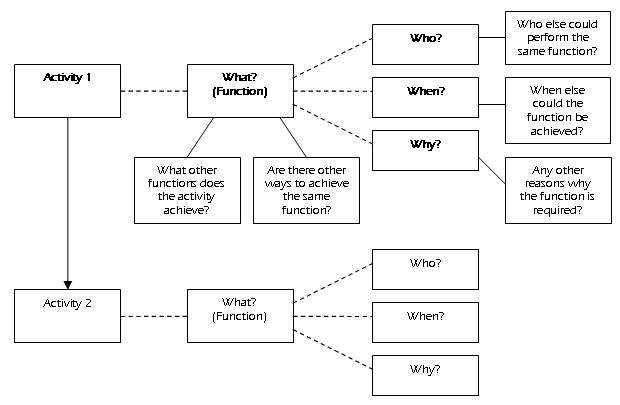 Activity 1
What?
(Function)
Who?
When?
Why?
Who else could
perform the
same function?
When else
could the
function be
achieved?
Any other
reasons why
the function is
required?
What other
functions does
the activity
achieve?
Are there other
ways to achieve
the same
function?
Activity 2
What?
(Function)
Who?
When?
Why?